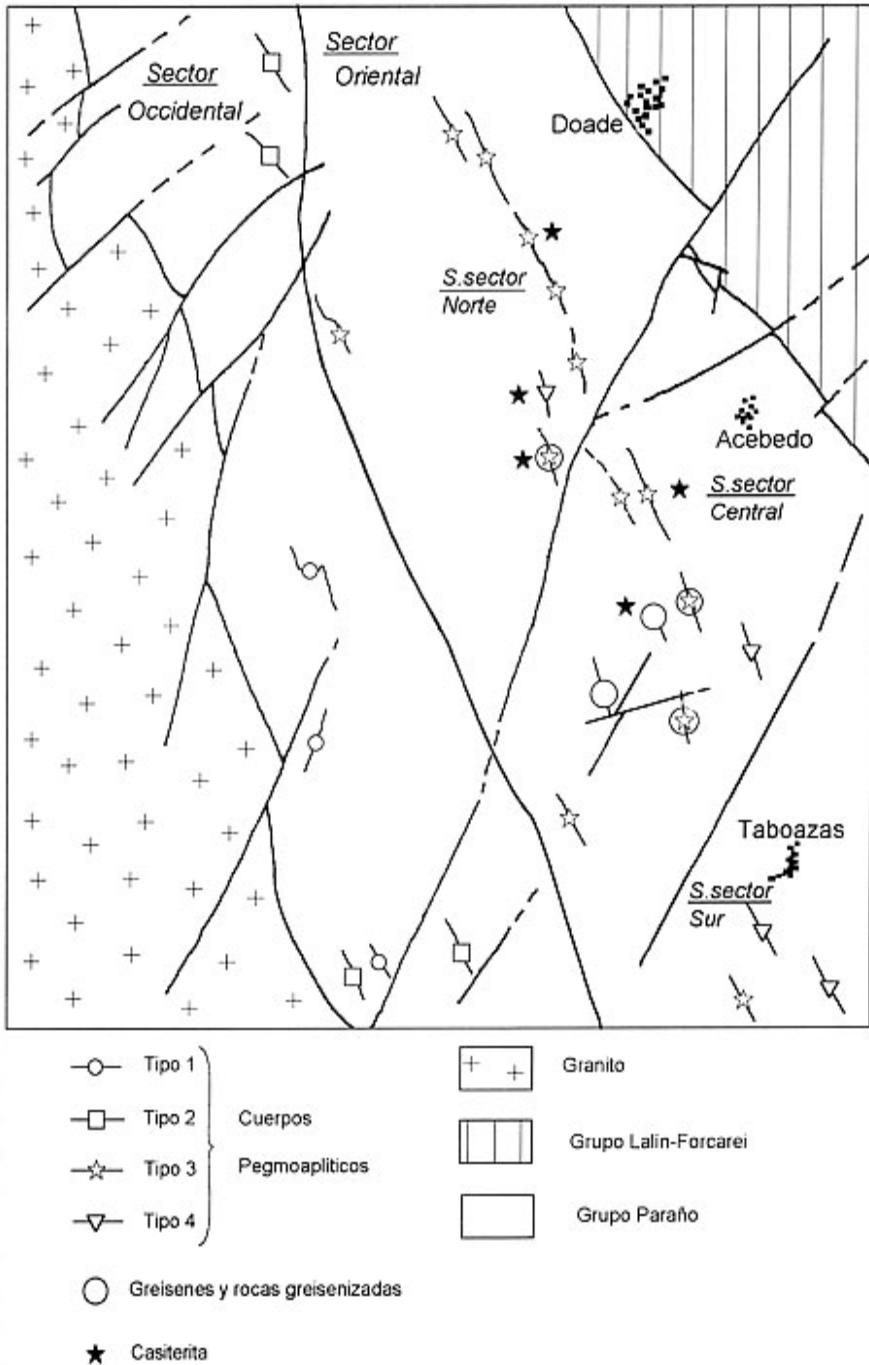 Sector
Occidental
Sector
Oriental
Doade
S.sector
Norte
Acebedo
S.sector
Central
Taboazas
S.sector
Sur
Tipo 1
Tipo 2
Tipo 3
Tipo 4
Cuerpos
Pegmoaplíticos
Greisenes y rocas greisenizadas
Casiterita
Granito
Grupo Lalín-Forcarei
Grupo Paraño